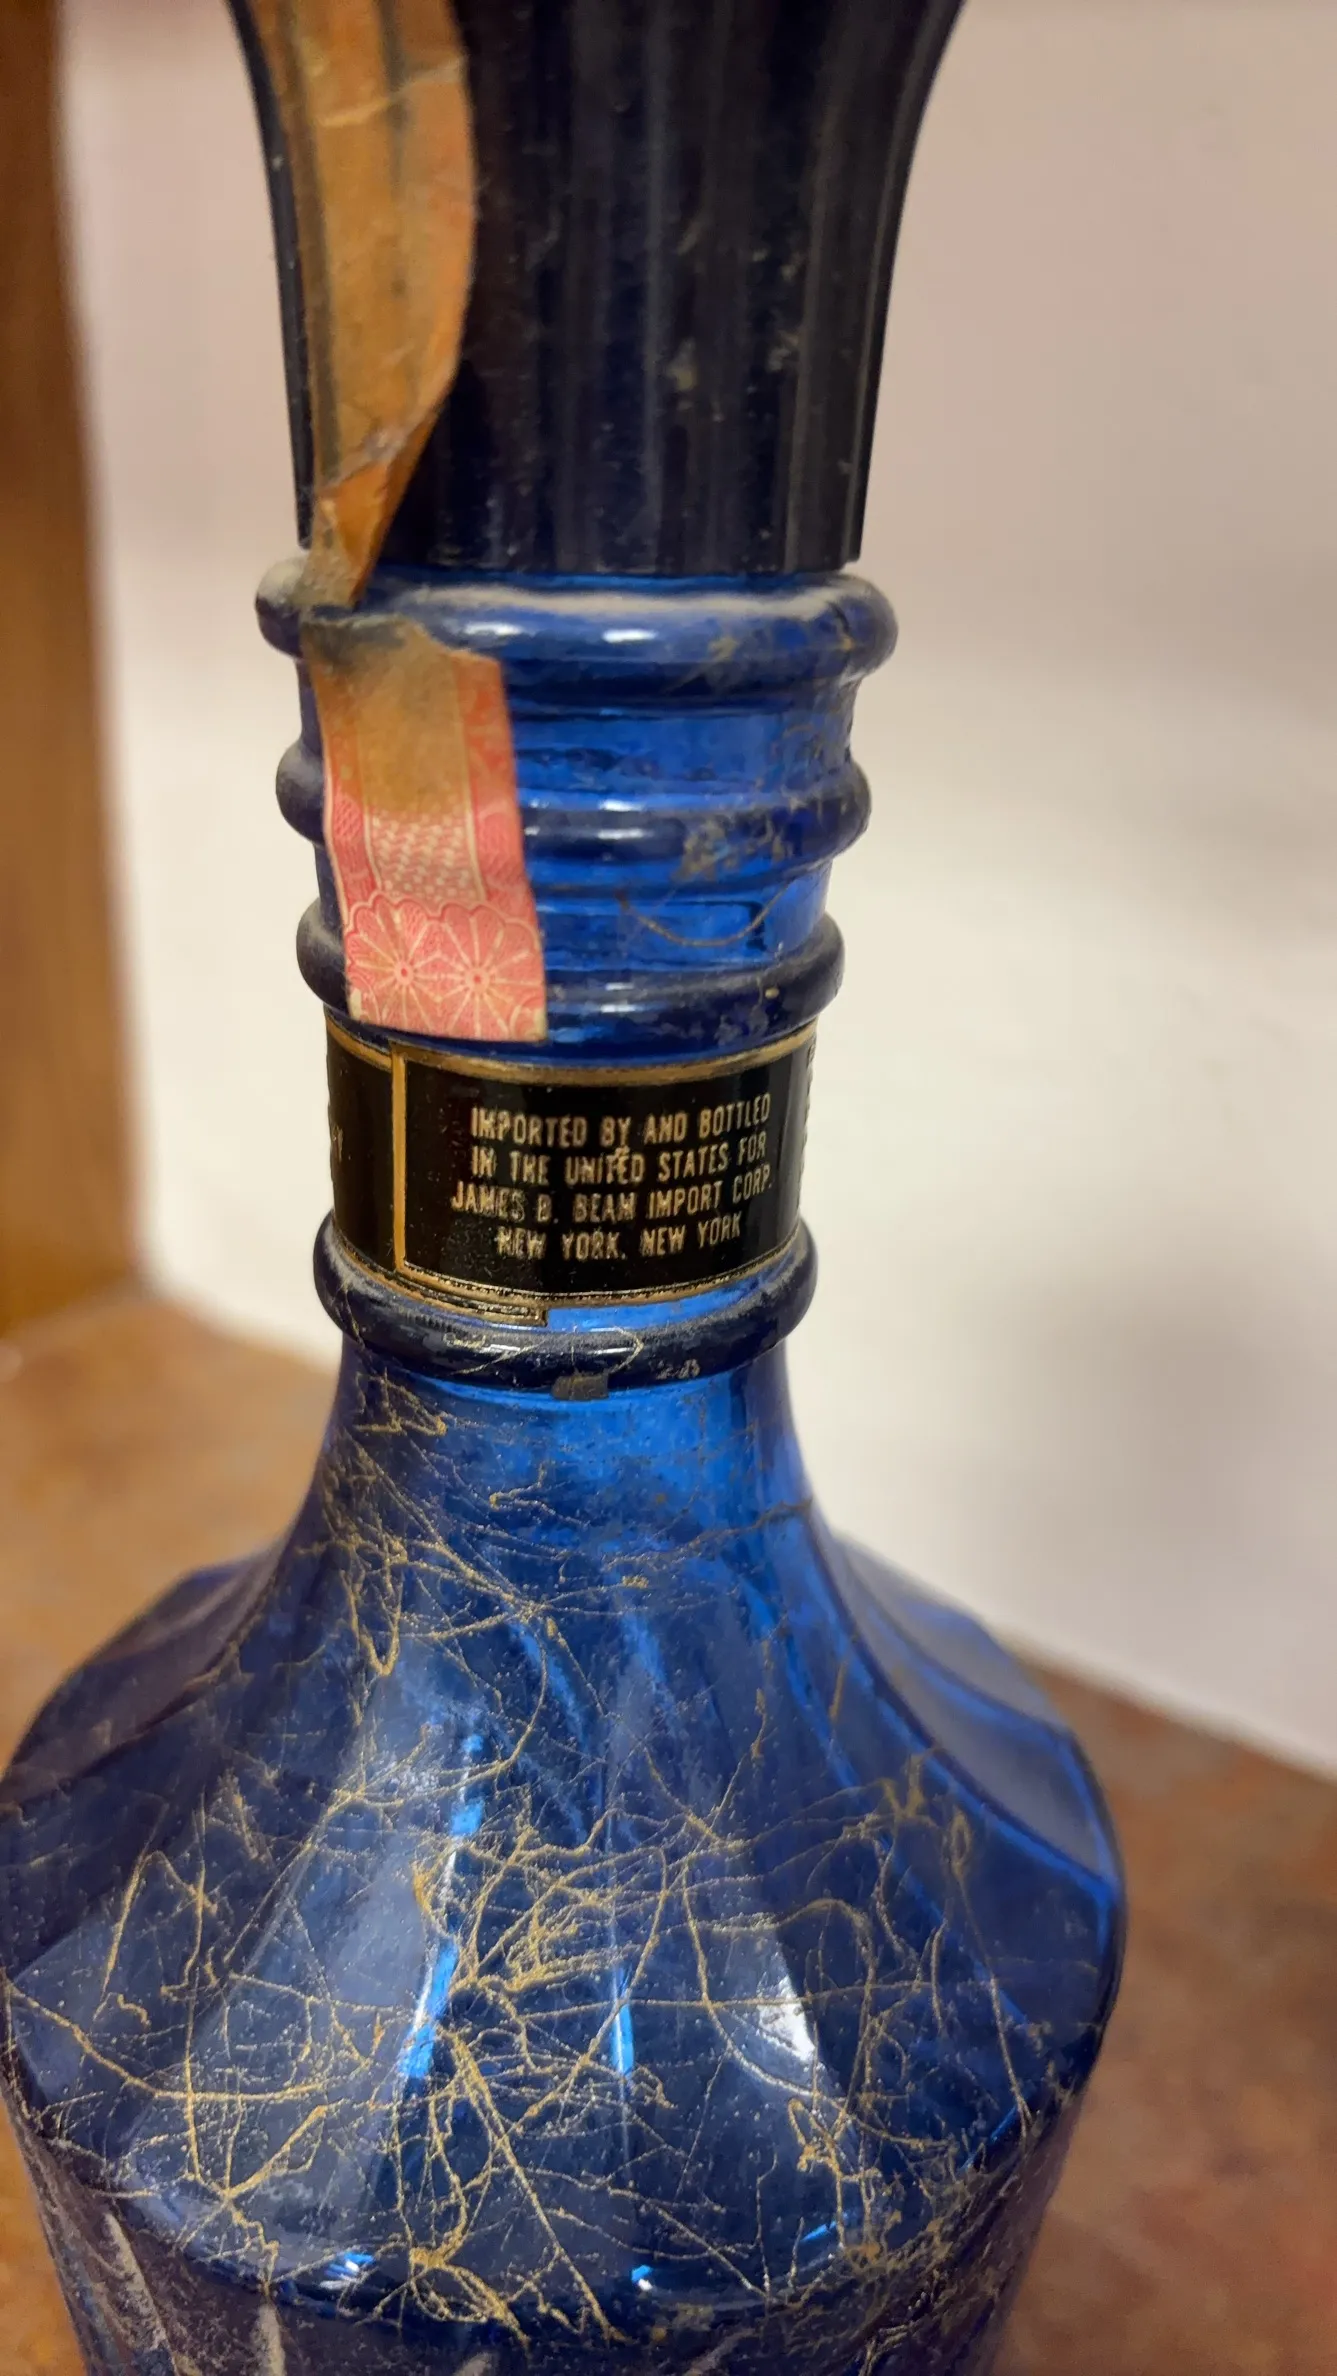 IMPORTED BY AND BOTTLED
IN THE UNITED STATES FOR
JAMES B. BEAM IMPORT CORP.
NEW YORK, NEW YORK